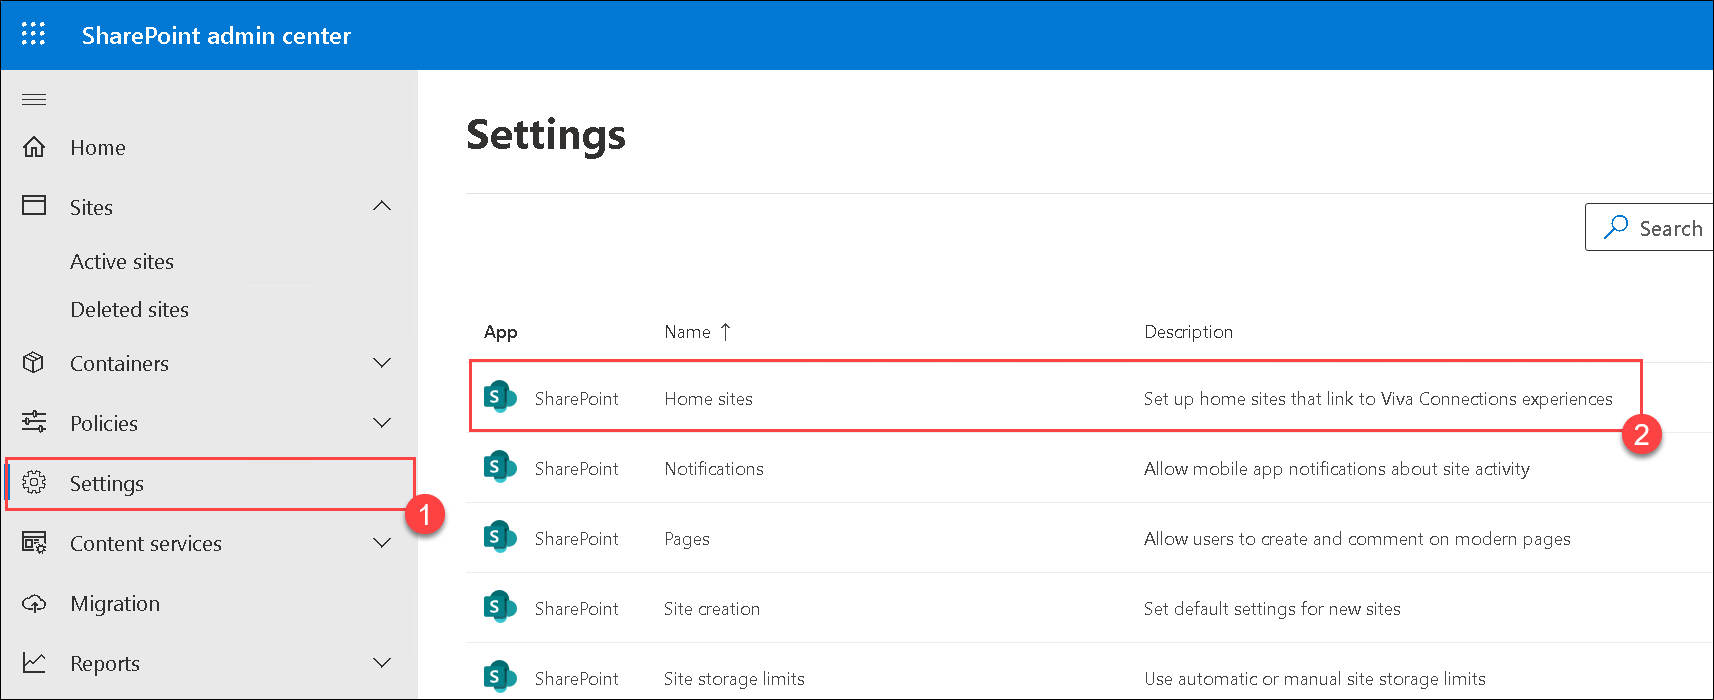 SharePoint admin center
Home
Sites
Active sites
Deleted sites
Containers
Policies
Settings
1
Content services
Migration
Reports
Settings
Search
App Name ↑ Description
S SharePoint Home sites Set up home sites that link to Viva Connections experiences
2
S SharePoint Notifications Allow mobile app notifications about site activity
S SharePoint Pages Allow users to create and comment on modern pages
S SharePoint Site creation Set default settings for new sites
S SharePoint Site storage limits Use automatic or manual site storage limits